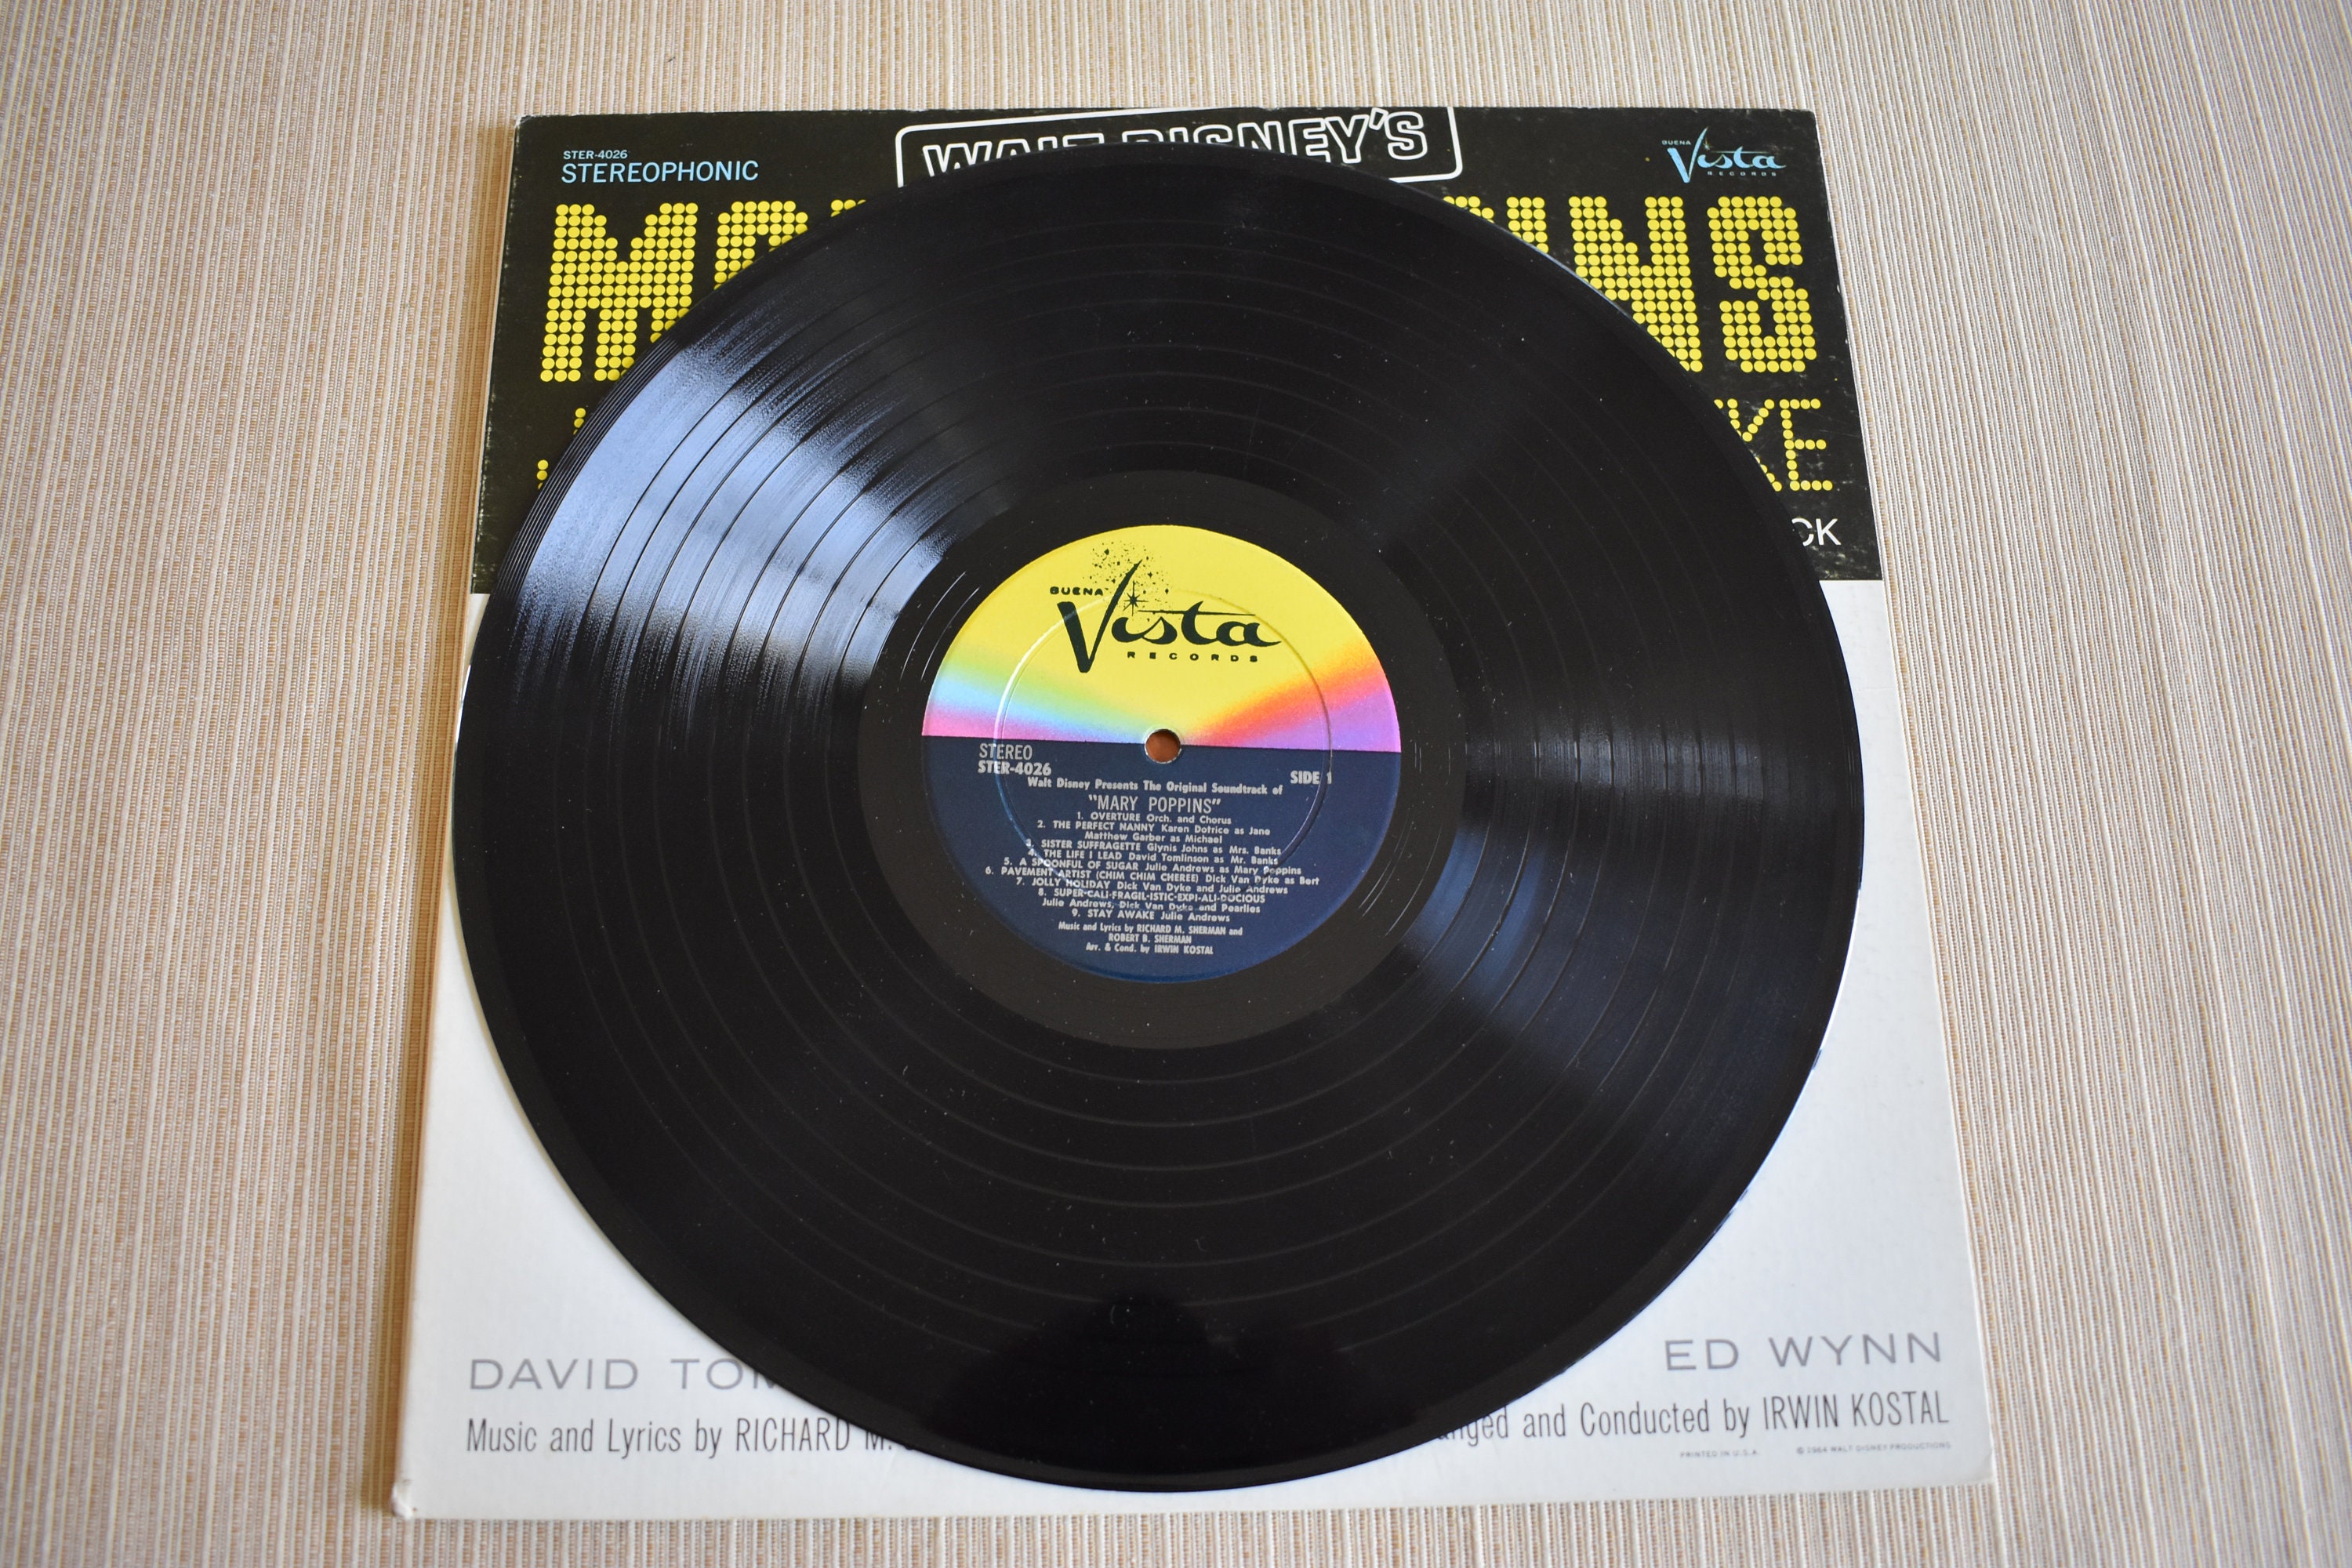 STER-4026
STEREOPHONIC
WALT DISNEY'S
BUENA
Vista
RECORDS
CK
BUENA
Vista
RECORDS
STEREO
STER-4026
SIDE 1
Walt Disney Presents The Original Soundtrack of
"MARY POPPINS"
1. OVERTURE Orch. and Chorus
2. THE PERFECT NANNY Karen Dotrice as Jane
Matthew Garber as Michael
3. SISTER SUFFRAGETTE Glynis Johns as Mrs. Banks
4. THE LIFE I LEAD David Tomlinson as Mr. Banks
5. A SPOONFUL OF SUGAR Julie Andrews as Mary Poppins
6. PAVEMENT ARTIST (CHIM CHIM CHEREE) Dick Van Dyke as Bert
7. JOLLY HOLIDAY Dick Van Dyke and Julie Andrews
8. SUPER-CALI-FRAGIL-ISTIC-EXPI-ALI-DOCIOUS
Julie Andrews, Dick Van Dyke and Pearlies
9. STAY AWAKE Julie Andrews
Music and Lyrics by RICHARD M. SHERMAN and
ROBERT B. SHERMAN
Arr. & Cond. by IRWIN KOSTAL
DAVID TOM
ED WYNN
Music and Lyrics by RICHARD M.
nged and Conducted by IRWIN KOSTAL
PRINTED IN U.S.A. © 1964 WALT DISNEY PRODUCTIONS